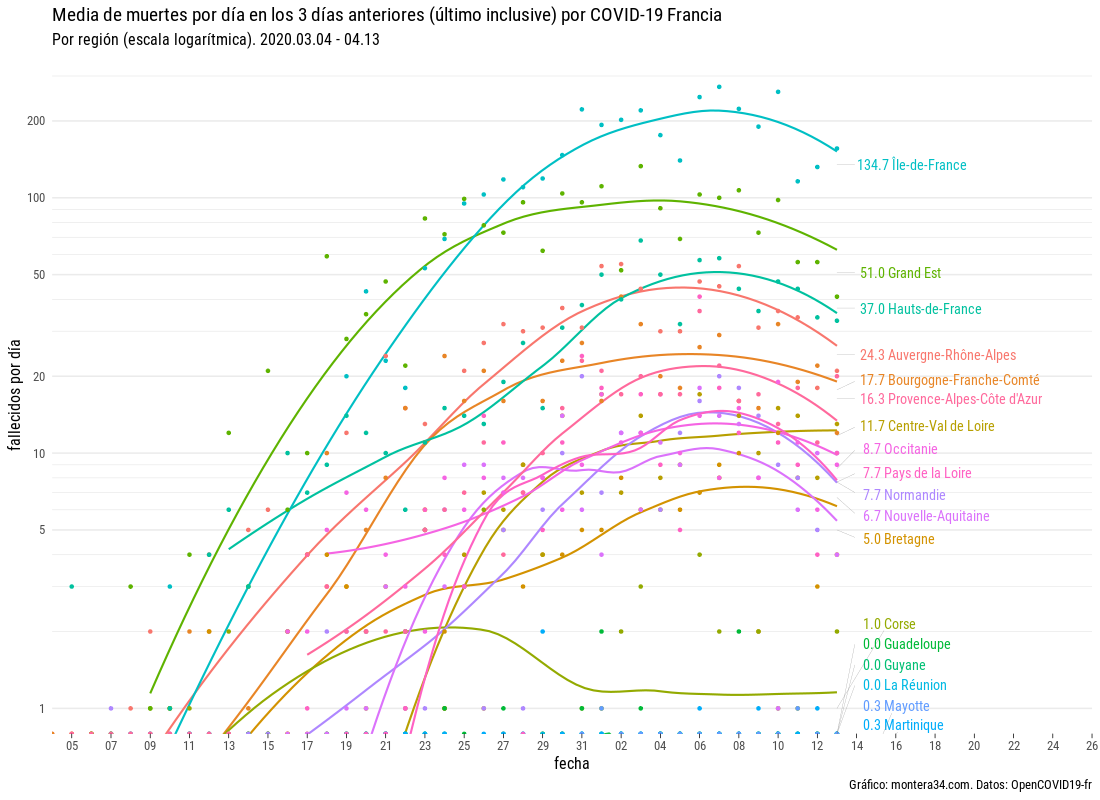 Media de muertes por día en los 3 días anteriores (último inclusive) por COVID-19 Francia
Por región (escala logarítmica). 2020.03.04 - 04.13
fallecidos por día
200
100
50
20
10
5
1
134.7 Île-de-France
51.0 Grand Est
37.0 Hauts-de-France
24.3 Auvergne-Rhône-Alpes
17.7 Bourgogne-Franche-Comté
16.3 Provence-Alpes-Côte d'Azur
11.7 Centre-Val de Loire
8.7 Occitanie
7.7 Pays de la Loire
7.7 Normandie
6.7 Nouvelle-Aquitaine
5.0 Bretagne
1.0 Corse
0.0 Guadeloupe
0.0 Guyane
0.0 La Réunion
0.3 Mayotte
0.3 Martinique
05 07 09 11 13 15 17 19 21 23 25 27 29 31 02 04 06 08 10 12 14 16 18 20 22 24 26
fecha
Gráfico: montera34.com. Datos: OpenCOVID19-fr